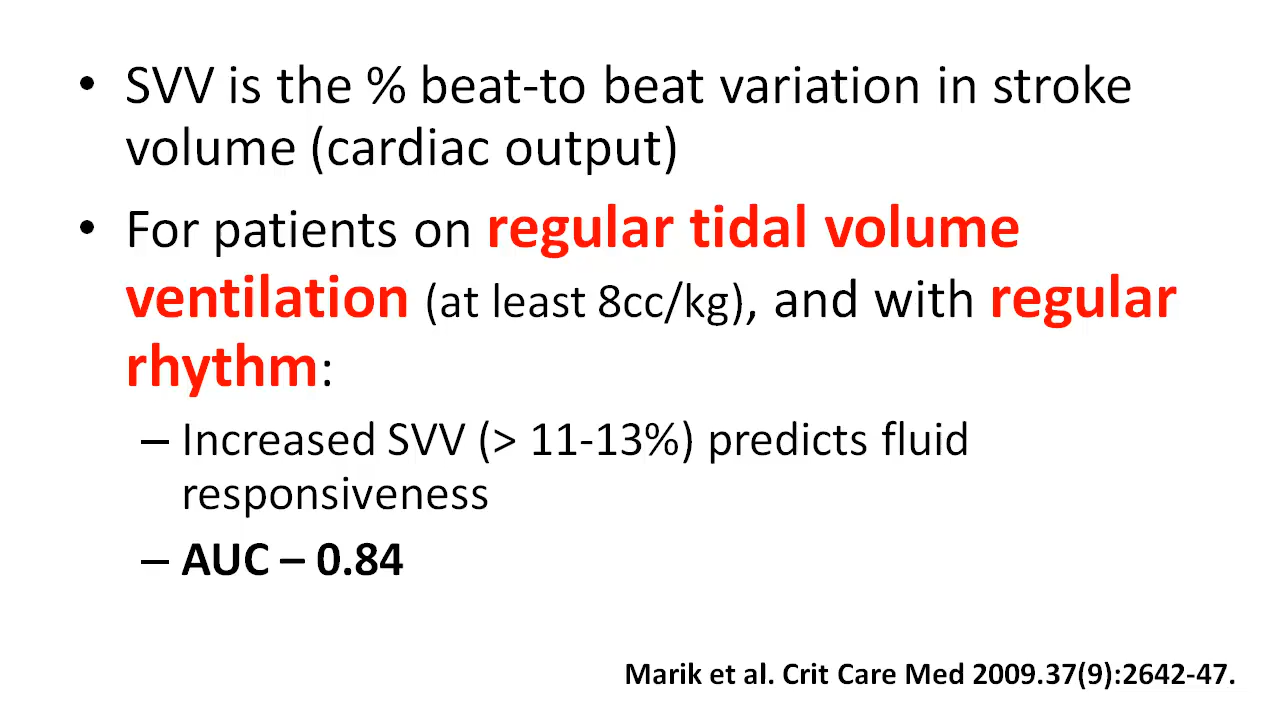 • SVV is the % beat-to beat variation in stroke
volume (cardiac output)
• For patients on regular tidal volume
ventilation (at least 8cc/kg), and with regular
rhythm:
– Increased SVV (> 11-13%) predicts fluid
responsiveness
– AUC – 0.84
Marik et al. Crit Care Med 2009.37(9):2642-47.